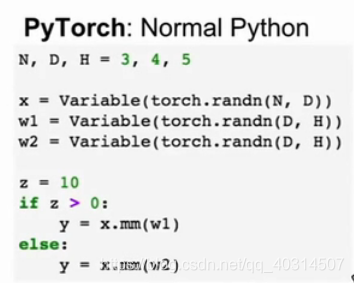 PyTorch: Normal Python
N, D, H = 3, 4, 5
x = Variable(torch.randn(N, D))
w1 = Variable(torch.randn(D, H))
w2 = Variable(torch.randn(D, H))
z = 10
if z > 0:
    y = x.mm(w1)
else:
    y = x.mm(w2)
csdn.net/qq_40314507